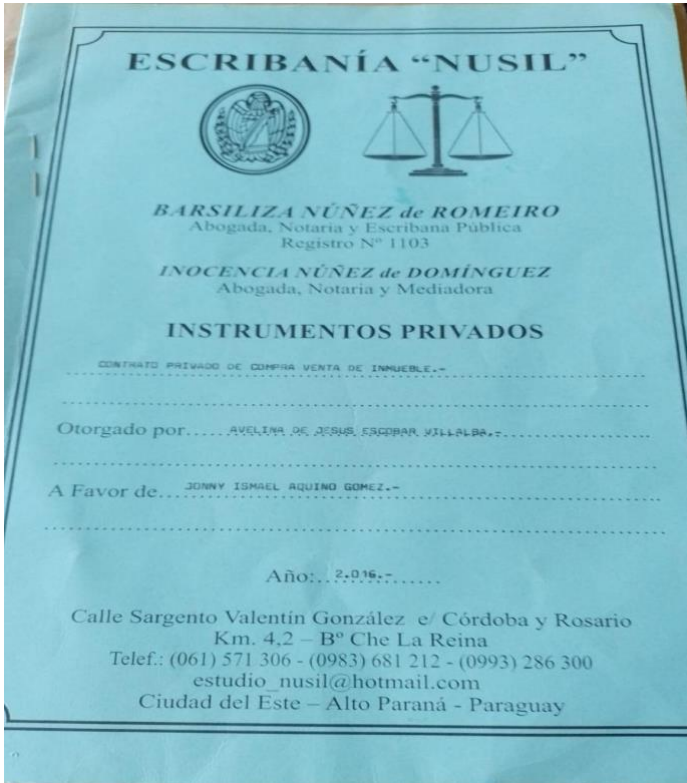 ESCRIBANÍA “NUSIL”
BARSILIZA NÚÑEZ de ROMEIRO
Abogada, Notaria y Escribana Pública
Registro Nº 1103
INOCENCIA NÚÑEZ de DOMÍNGUEZ
Abogada, Notaria y Mediadora
INSTRUMENTOS PRIVADOS
CONTRATO PRIVADO DE COMPRA VENTA DE INMUEBLE.-
Otorgado por..... AVELINA DE JESUS ESCOBAR VILLALBA.-
A Favor de... JONNY ISMAEL AQUINO GOMEZ.-
Año:...2.016.-......
Calle Sargento Valentín González e/ Córdoba y Rosario
Km. 4,2 – Bº Che La Reina
Telef.: (061) 571 306 - (0983) 681 212 - (0993) 286 300
estudio_nusil@hotmail.com
Ciudad del Este – Alto Paraná - Paraguay